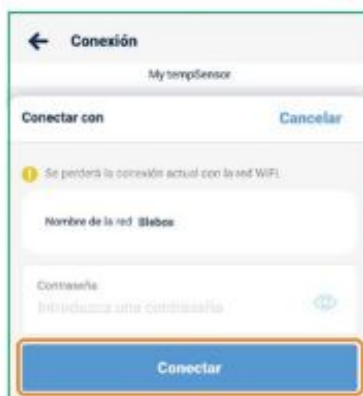 Conexión
My tempSensor
Conectar con Cancelar
Se perderá la conexión actual con la red WiFi.
Nombre de la red Blebox
Contraseña
Introduzca una contraseña
Conectar